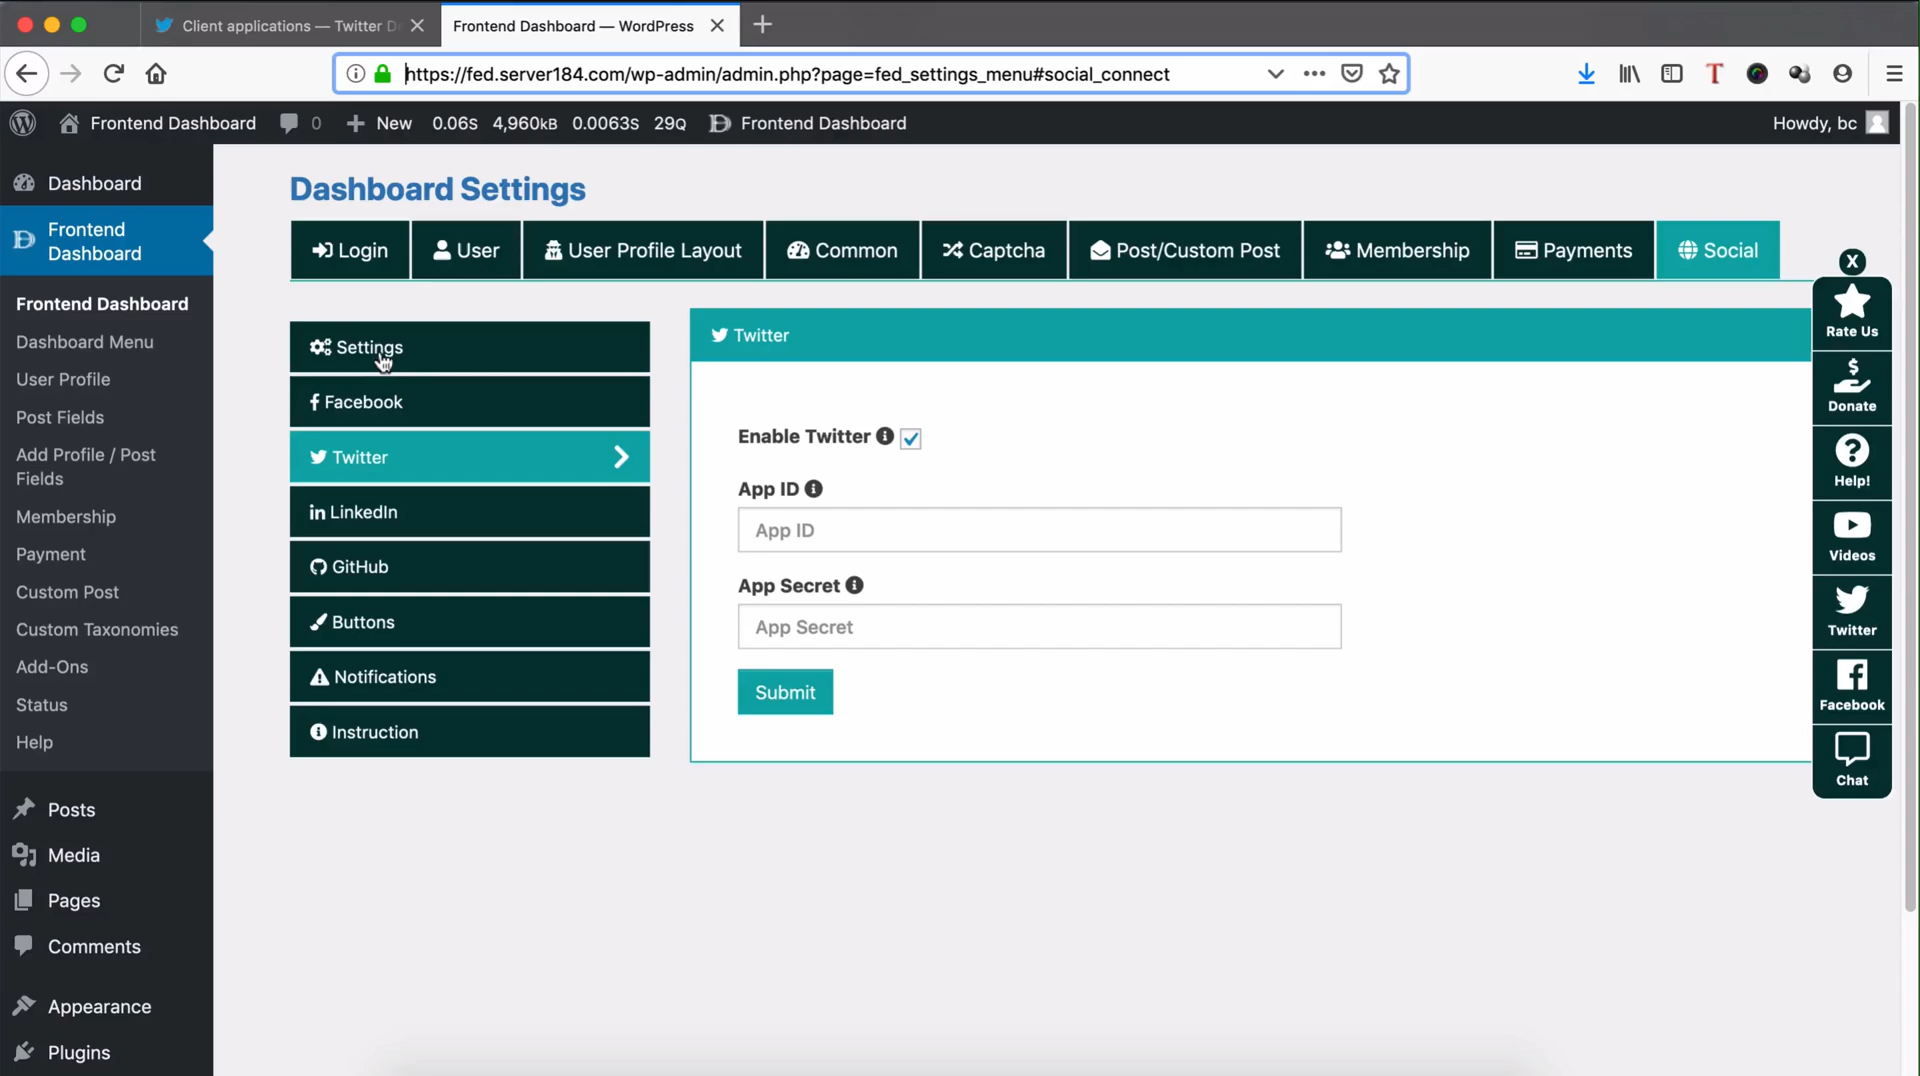 Client applications — Twitter D
Frontend Dashboard — WordPress
https://fed.server184.com/wp-admin/admin.php?page=fed_settings_menu#social_connect
Frontend Dashboard
0
New
0.06S
4,960kB
0.0063S
29Q
Frontend Dashboard
Howdy, bc
Dashboard
Frontend
Dashboard
Frontend Dashboard
Dashboard Menu
User Profile
Post Fields
Add Profile / Post
Fields
Membership
Payment
Custom Post
Custom Taxonomies
Add-Ons
Status
Help
Posts
Media
Pages
Comments
Appearance
Plugins
Dashboard Settings
Login
User
User Profile Layout
Common
Captcha
Post/Custom Post
Membership
Payments
Social
Settings
Facebook
Twitter
LinkedIn
GitHub
Buttons
Notifications
Instruction
Twitter
Enable Twitter
App ID
App ID
App Secret
App Secret
Submit
X
Rate Us
Donate
Help!
Videos
Twitter
Facebook
Chat